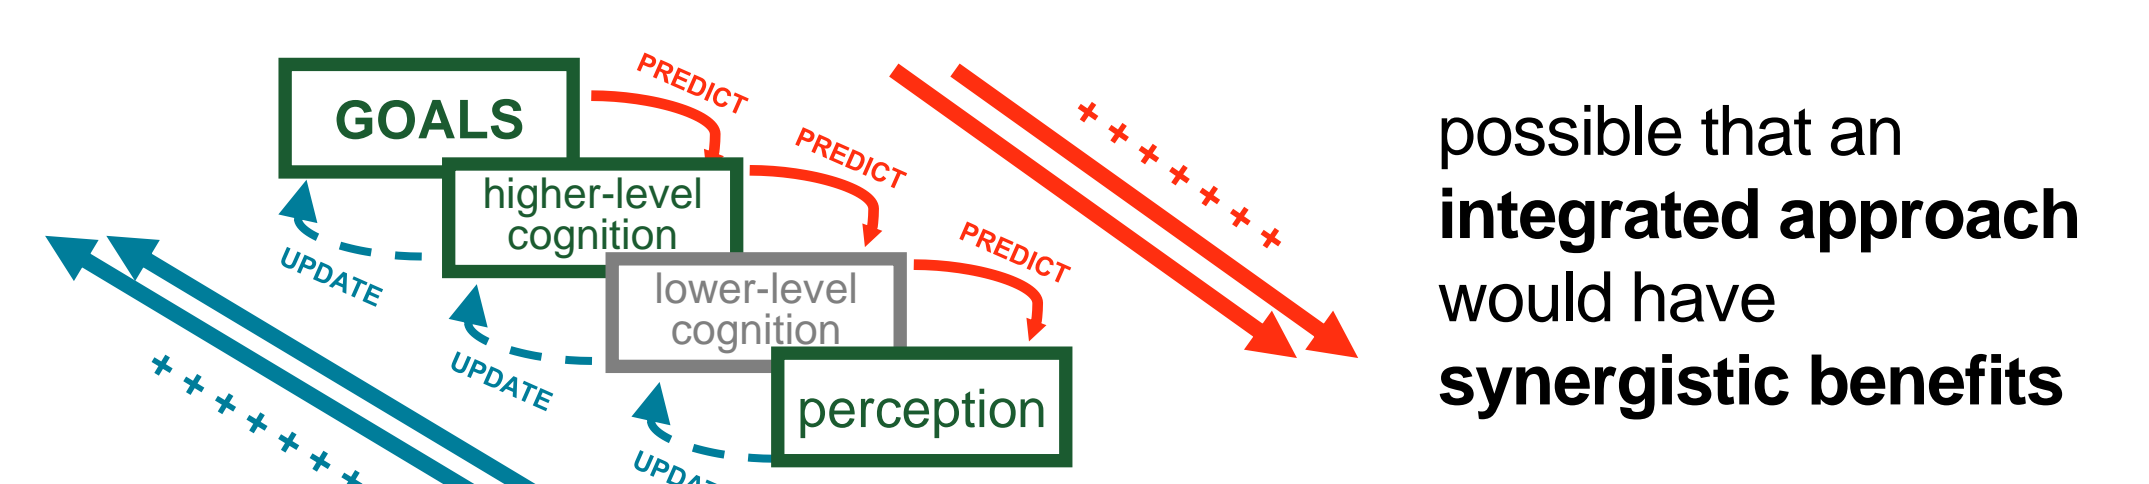 PREDICT
GOALS
PREDICT
higher-level
cognition
UPDATE
PREDICT
lower-level
cognition
UPDATE
perception
+ + + + + + +
+ + + + + + +
possible that an
integrated approach
would have
synergistic benefits